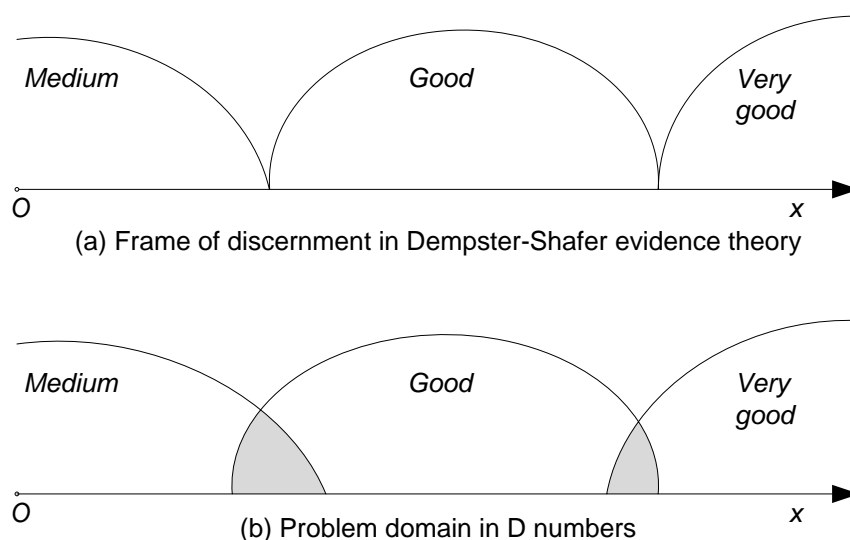 Medium
Good
Very
good
O
x
(a) Frame of discernment in Dempster-Shafer evidence theory
Medium
Good
Very
good
O
x
(b) Problem domain in D numbers